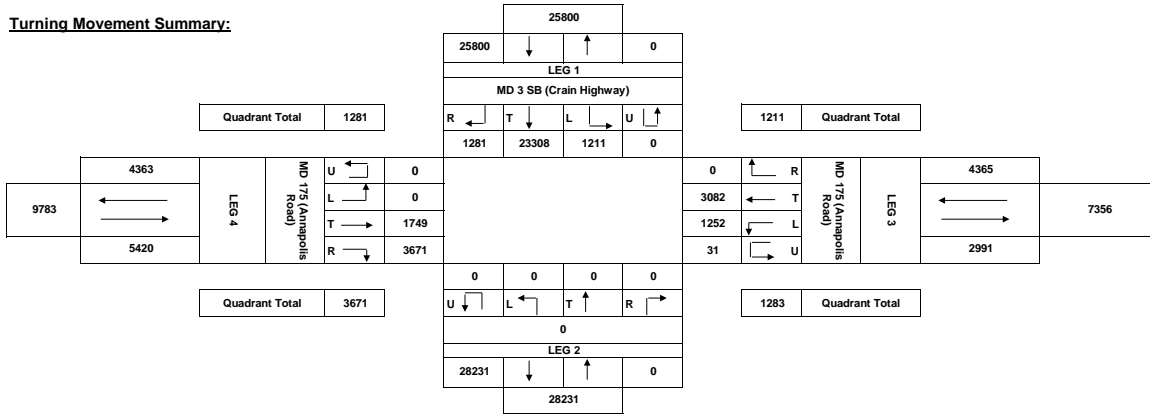 Turning Movement Summary:
25800
25800 0
LEG 1
MD 3 SB (Crain Highway)
Quadrant Total 1281
R T L U
Quadrant Total 1211
1281 23308 1211 0
4363
U 0
0 R
4365
9783
LEG 4
MD 175 (Annapolis Road)
L 0
3082 T
MD 175 (Annapolis Road)
LEG 3
7356
T 1749
1252 L
5420
R 3671
31 U
2991
0 0 0 0
Quadrant Total 3671
U L T R
1283 Quadrant Total
0
LEG 2
28231 0
28231